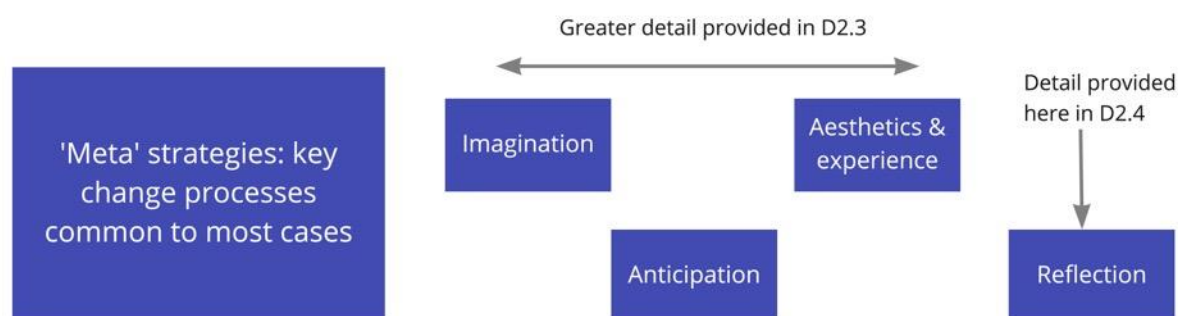 Greater detail provided in D2.3
'Meta' strategies: key
change processes
common to most cases
Imagination
Anticipation
Aesthetics &
experience
Detail provided
here in D2.4
Reflection